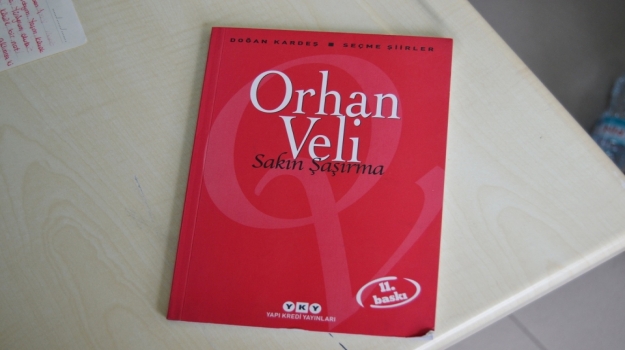 DOĞAN KARDEŞ ■ SEÇME ŞİİRLER
Orhan
Veli
Sakın Şaşırma
11.
baskı
YKY
YAPI KREDİ YAYINLARI